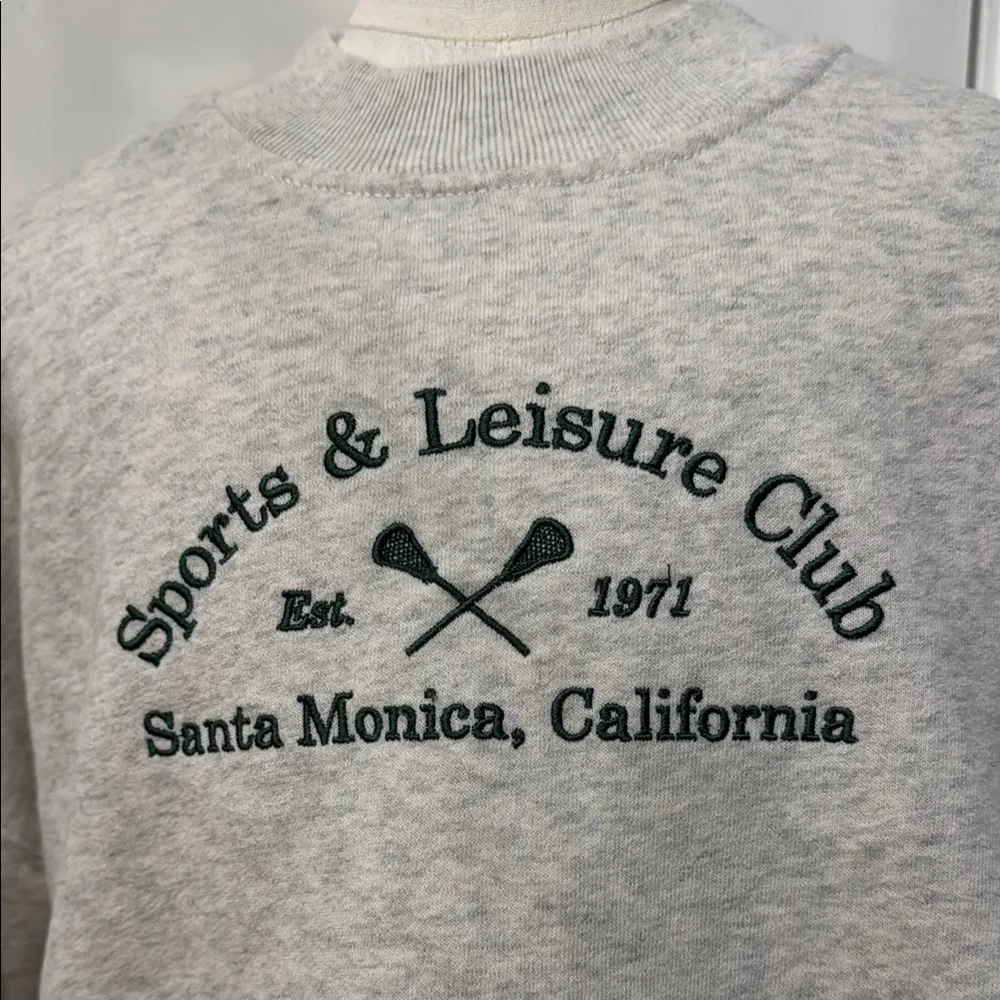 Sports & Leisure Club
Est. 1971
Santa Monica, California